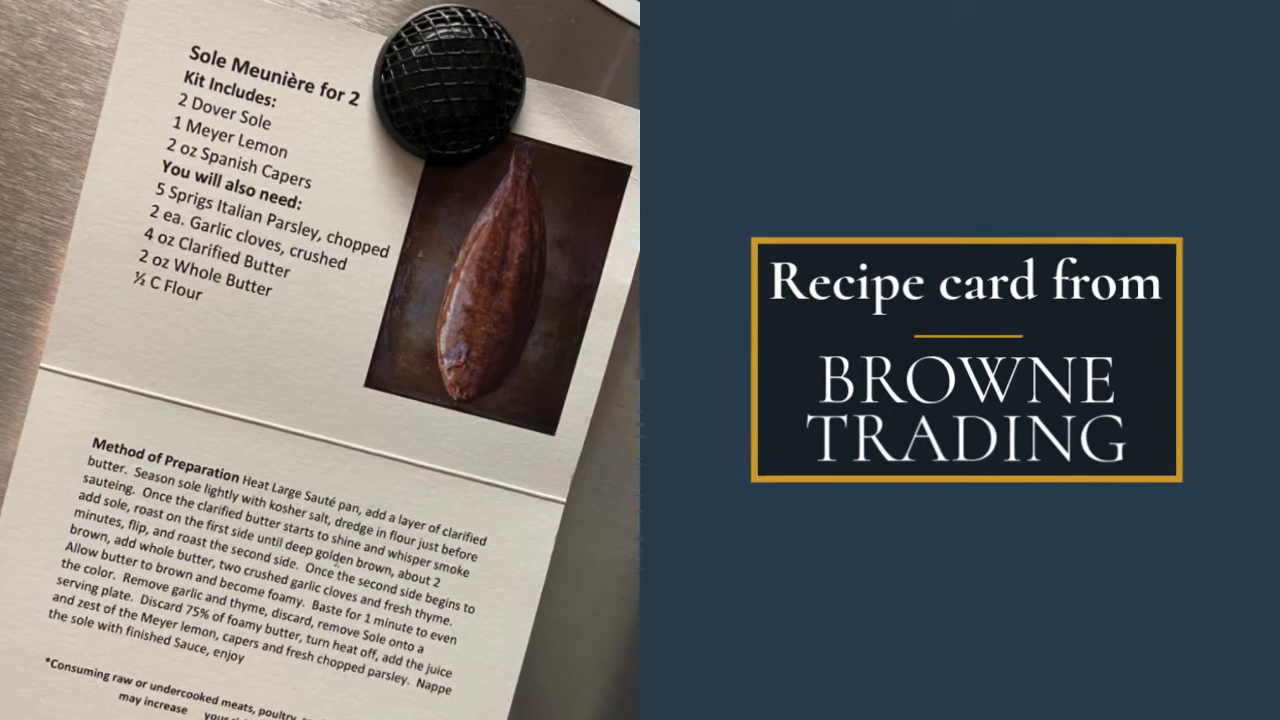 Sole Meunière for 2
Kit Includes:
2 Dover Sole
1 Meyer Lemon
2 oz Spanish Capers
You will also need:
5 Sprigs Italian Parsley, chopped
2 ea. Garlic cloves, crushed
4 oz Clarified Butter
2 oz Whole Butter
½ C Flour
Method of Preparation Heat Large Sauté pan, add a layer of clarified
butter. Season sole lightly with kosher salt, dredge in flour just before
sauteing. Once the clarified butter starts to shine and whisper smoke
add sole, roast on the first side until deep golden brown, about 2
minutes, flip, and roast the second side. Once the second side begins to
brown, add whole butter, two crushed garlic cloves and fresh thyme.
Allow butter to brown and become foamy. Baste for 1 minute to even
the color. Remove garlic and thyme, discard, remove Sole onto a
serving plate. Discard 75% of foamy butter, turn heat off, add the juice
and zest of the Meyer lemon, capers and fresh chopped parsley. Nappe
the sole with finished Sauce, enjoy
*Consuming raw or undercooked meats, poultry,
may increase
Recipe card from
BROWNE
TRADING